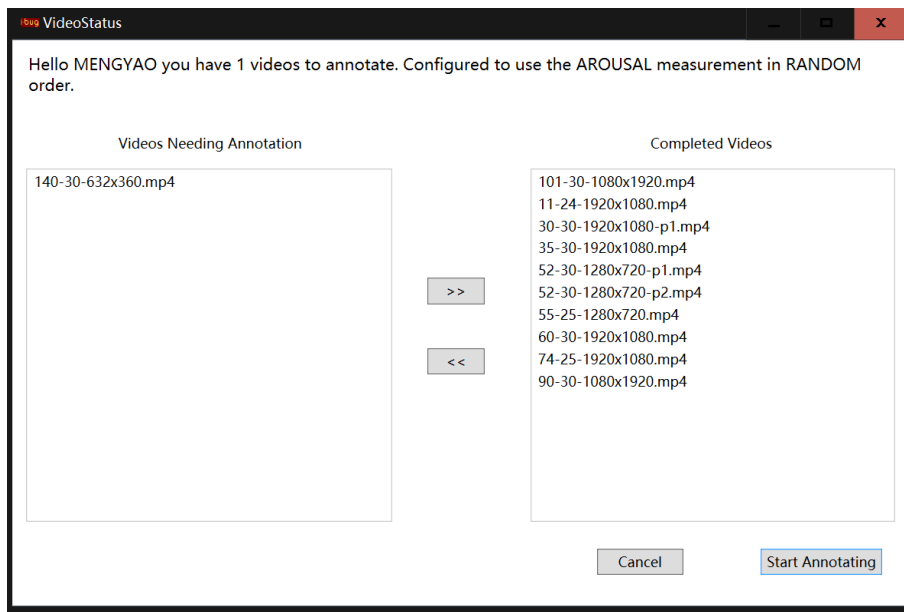 ibug VideoStatus
Hello MENGYAO you have 1 videos to annotate. Configured to use the AROUSAL measurement in RANDOM
order.
Videos Needing Annotation
140-30-632x360.mp4
>>
<<
Completed Videos
101-30-1080x1920.mp4
11-24-1920x1080.mp4
30-30-1920x1080-p1.mp4
35-30-1920x1080.mp4
52-30-1280x720-p1.mp4
52-30-1280x720-p2.mp4
55-25-1280x720.mp4
60-30-1920x1080.mp4
74-25-1920x1080.mp4
90-30-1080x1920.mp4
Cancel
Start Annotating